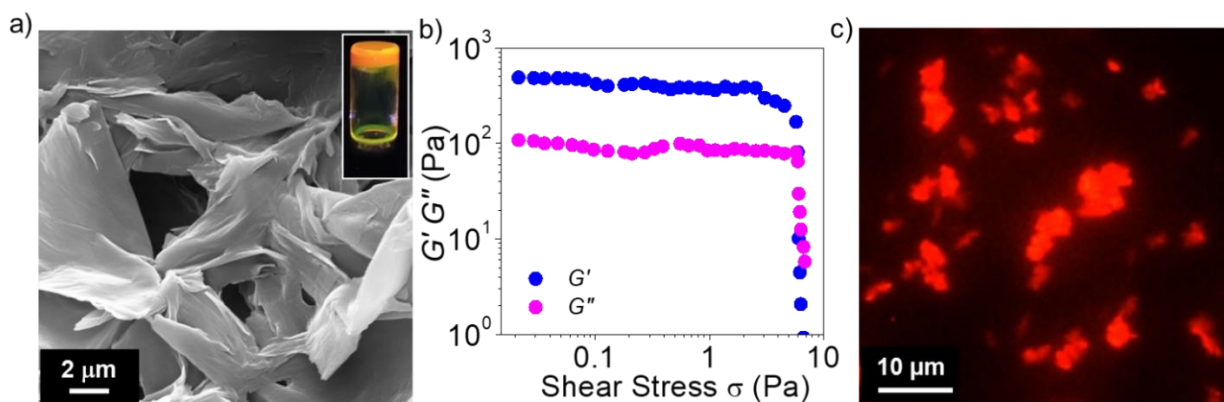 a)
2 μm
b)
G' G" (Pa)
10³
10²
10¹
10⁰
G'
G"
0.1
1
10
Shear Stress σ (Pa)
c)
10 μm